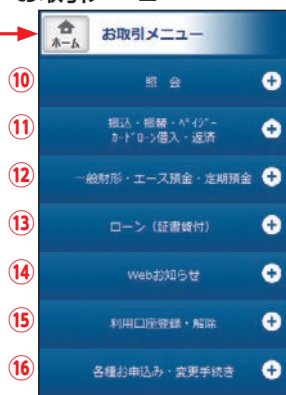 ホーム
お取引メニュー
⑩ 照 会
⑪ 振込・振替・ﾍﾟｲｼﾞｰ
ｶｰﾄﾞﾛｰﾝ借入・返済
⑫ 一般財形・エース預金・定期預金
⑬ ローン（証書貸付）
⑭ Webお知らせ
⑮ 利用口座登録・解除
⑯ 各種お申込み・変更手続き